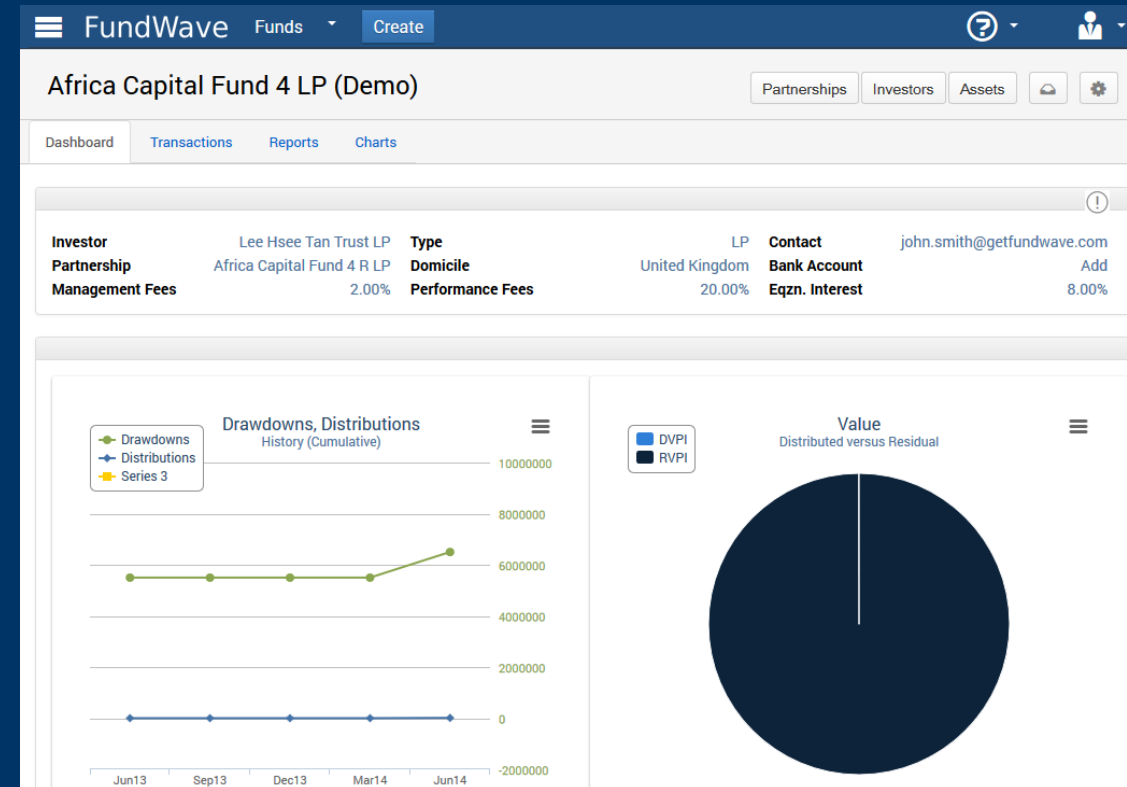 FundWave Funds Create
Africa Capital Fund 4 LP (Demo)
Partnerships Investors Assets
Dashboard Transactions Reports Charts
Investor Lee Hsee Tan Trust LP Type LP Contact john.smith@getfundwave.com
Partnership Africa Capital Fund 4 R LP Domicile United Kingdom Bank Account Add
Management Fees 2.00% Performance Fees 20.00% Eqzn. Interest 8.00%
Drawdowns, Distributions
History (Cumulative)
Drawdowns
Distributions
Series 3
10000000
8000000
6000000
4000000
2000000
0
-2000000
Jun13 Sep13 Dec13 Mar14 Jun14
Value
Distributed versus Residual
DVPI
RVPI